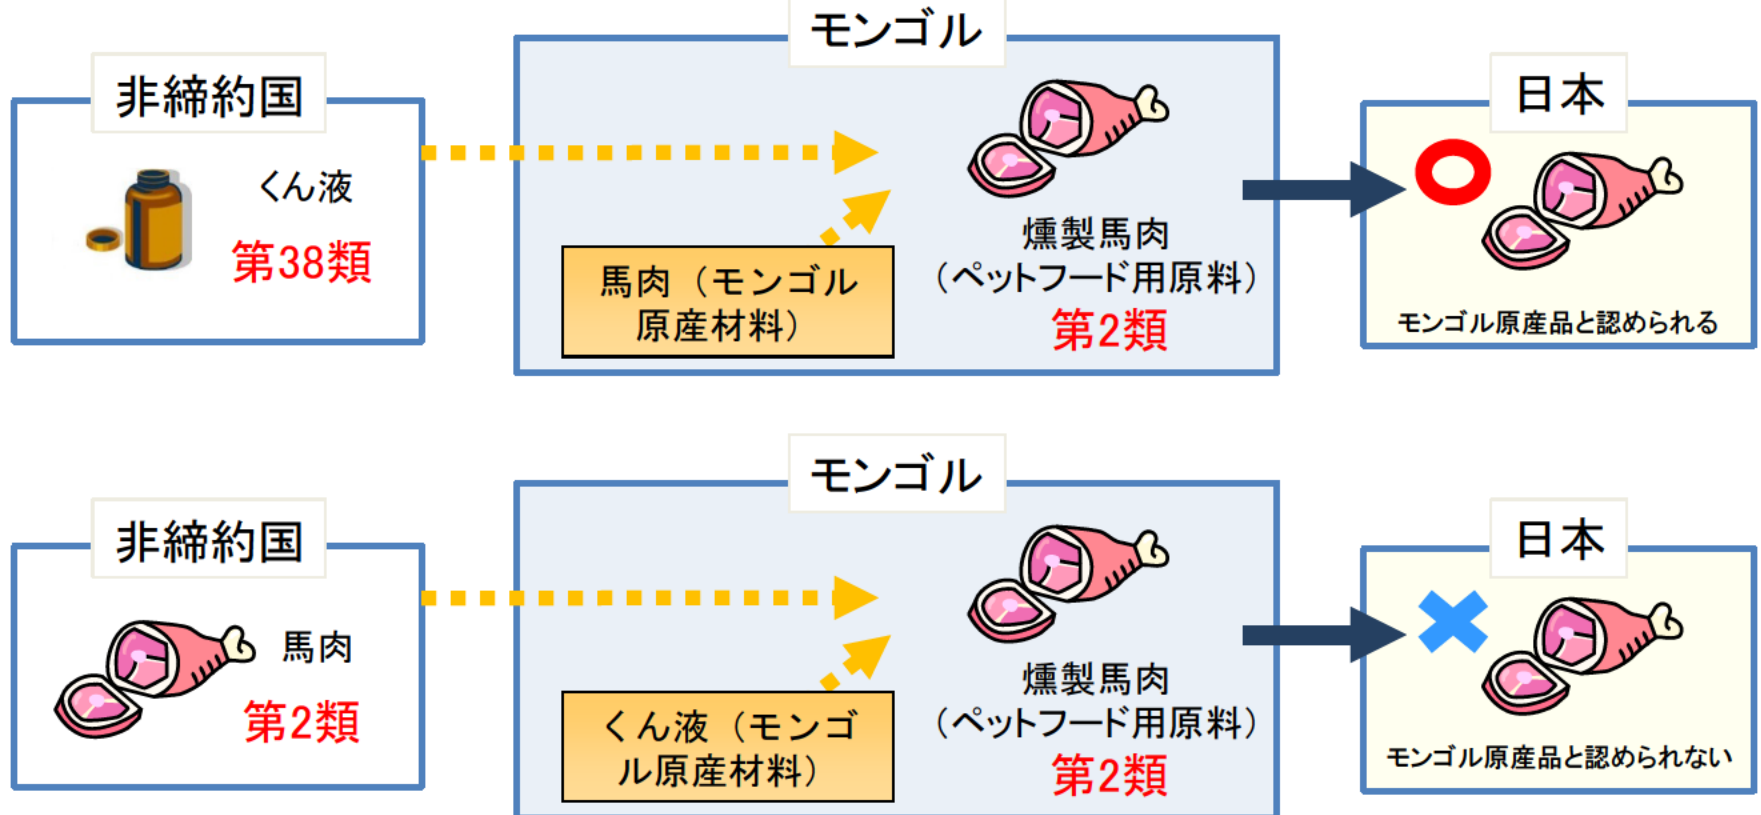 モンゴル
非締約国
日本
くん液
第38類
馬肉（モンゴル
原産材料）
燻製馬肉
（ペットフード用原料）
第2類
モンゴル原産品と認められる
モンゴル
非締約国
日本
馬肉
第2類
くん液（モンゴ
ル原産材料）
燻製馬肉
（ペットフード用原料）
第2類
モンゴル原産品と認められない